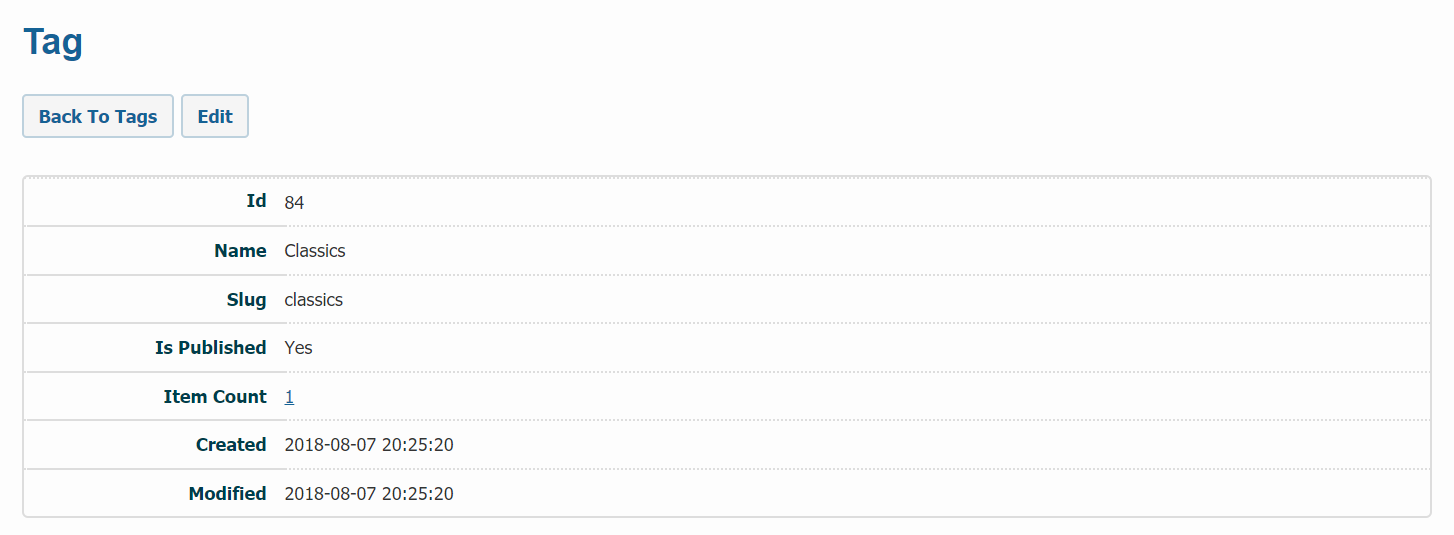 Tag
Back To Tags Edit
Id 84
Name Classics
Slug classics
Is Published Yes
Item Count 1
Created 2018-08-07 20:25:20
Modified 2018-08-07 20:25:20